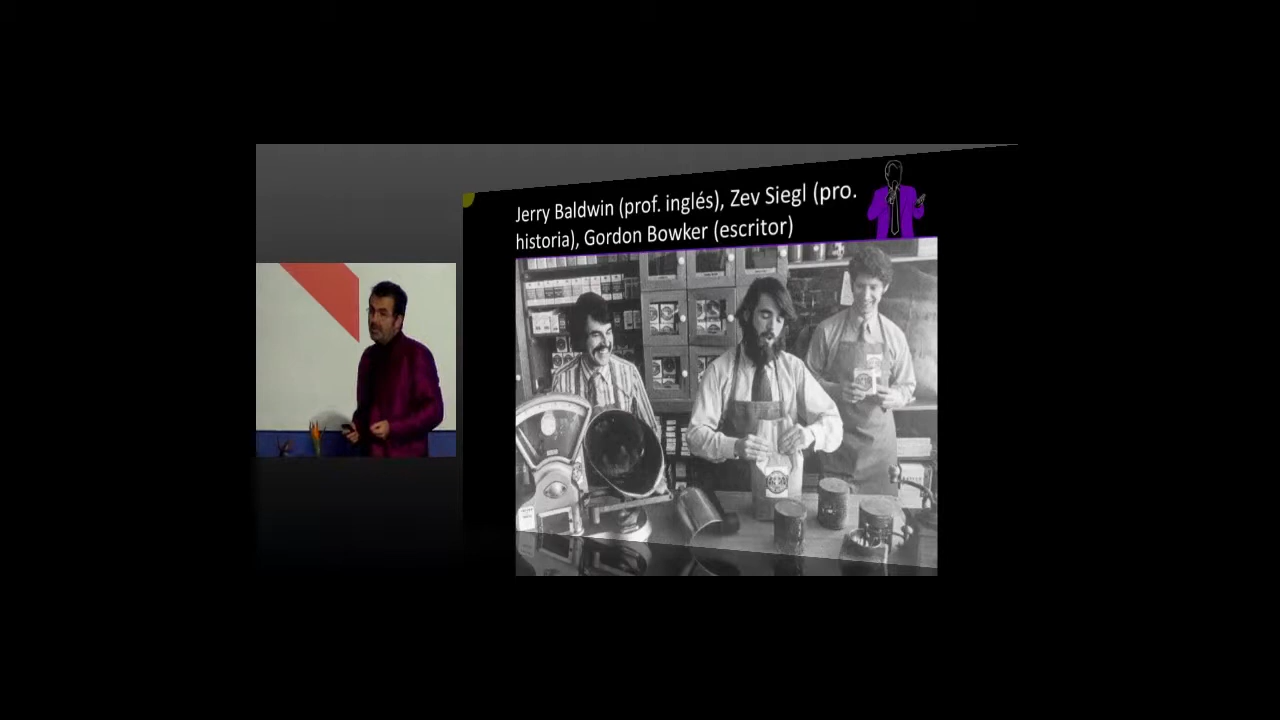 Jerry Baldwin (prof. inglés), Zev Siegl (pro.
historia), Gordon Bowker (escritor)